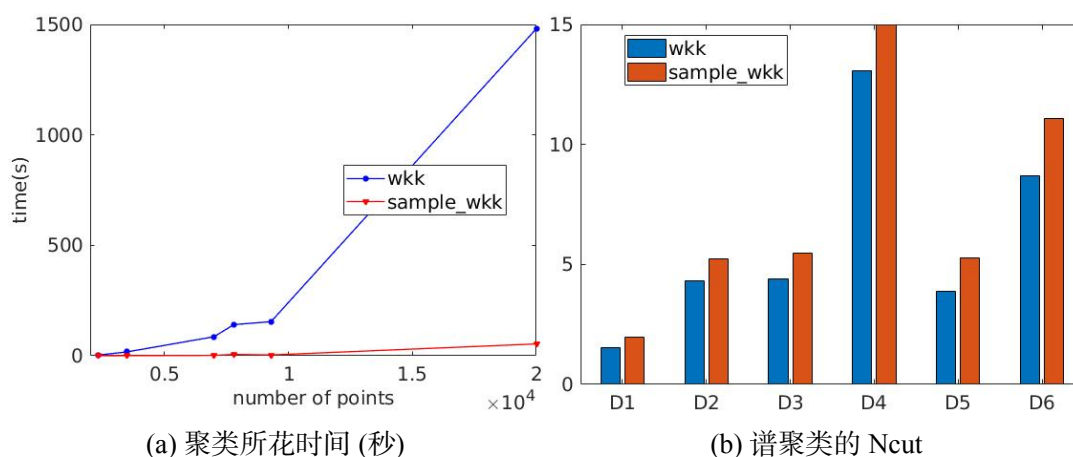 1500
1000
500
0
time(s)
wkk
sample_wkk
0.5
1
1.5
2
number of points
×10⁴
(a) 聚类所花时间 (秒)
15
10
5
0
wkk
sample_wkk
D1
D2
D3
D4
D5
D6
(b) 谱聚类的 Ncut